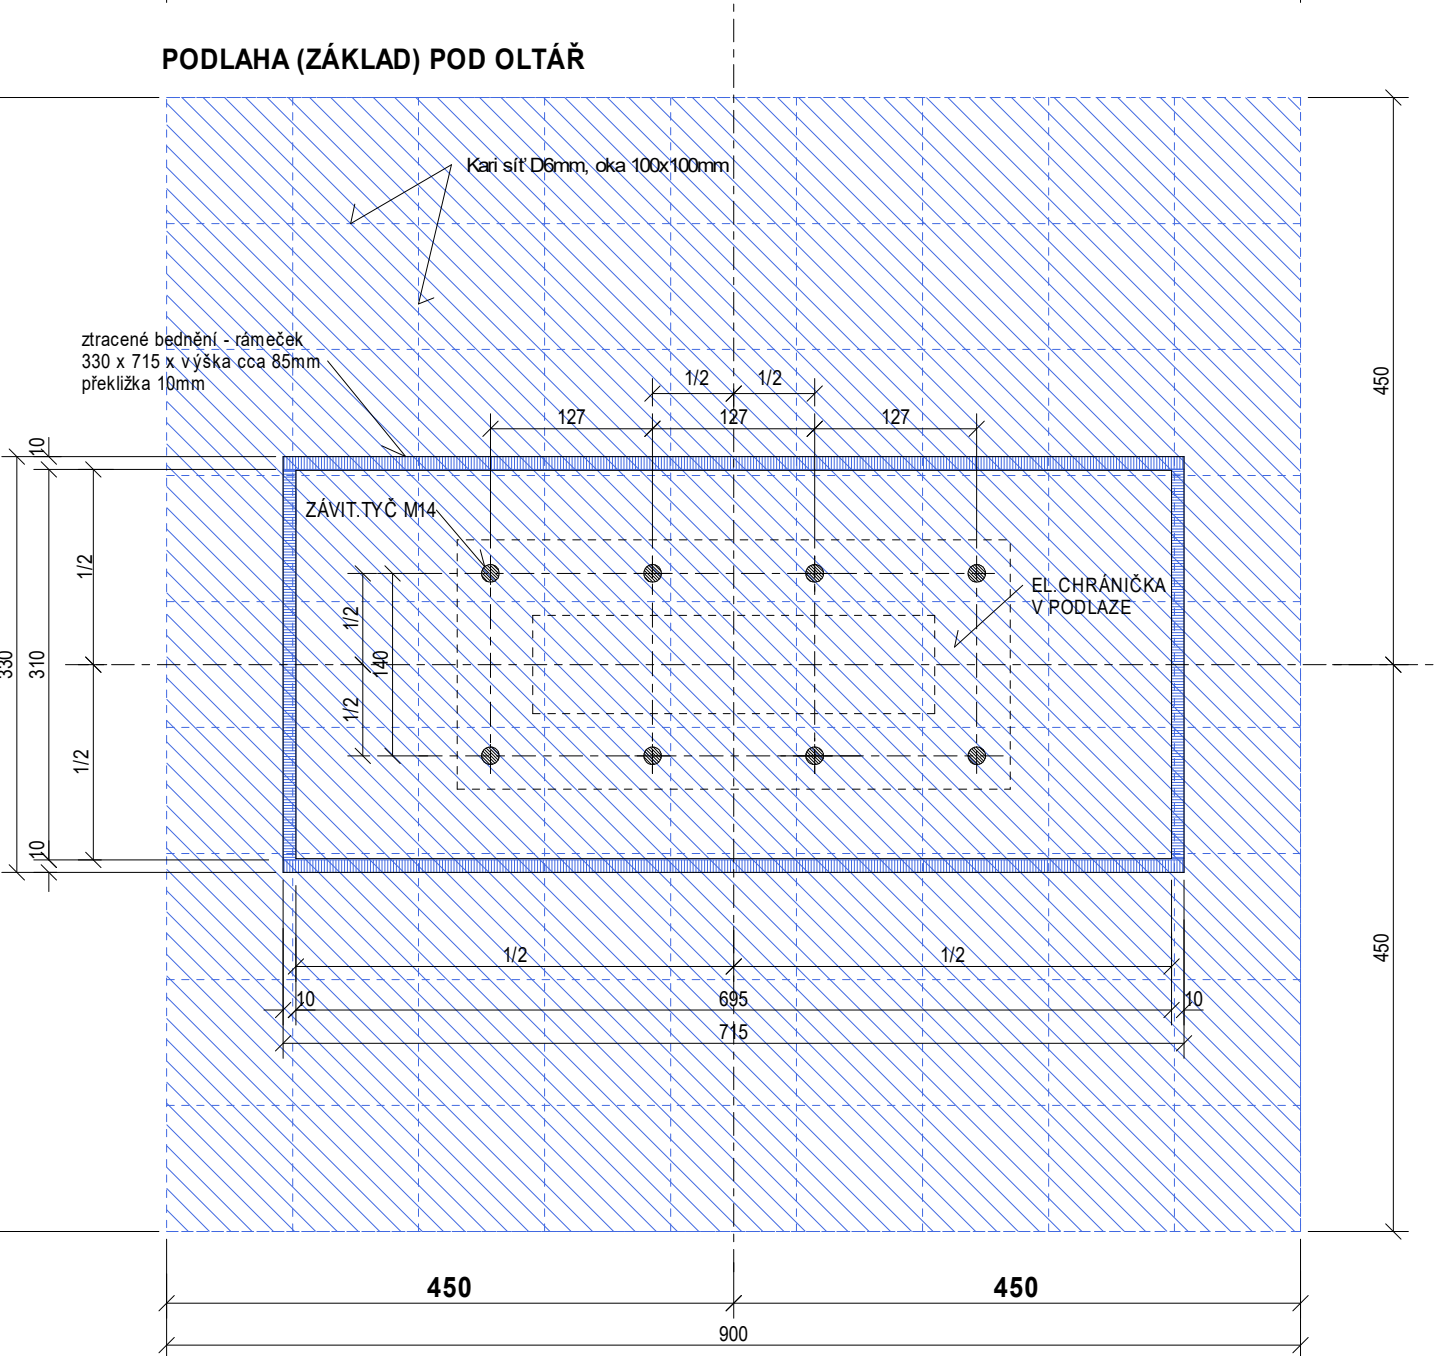 PODLAHA (ZÁKLAD) POD OLTÁŘ
Kari síť D6mm, oka 100x100mm
ztracené bednění - rámeček
330 x 715 x výška cca 85mm
překližka 10mm
1/2 1/2
127 127 127
450
10
ZÁVIT.TYČ M14
1/2
1/2
EL.CHRÁNIČKA
V PODLAZE
330
310
140
1/2
1/2
10
450
1/2 1/2
10 695 10
715
450 450
900